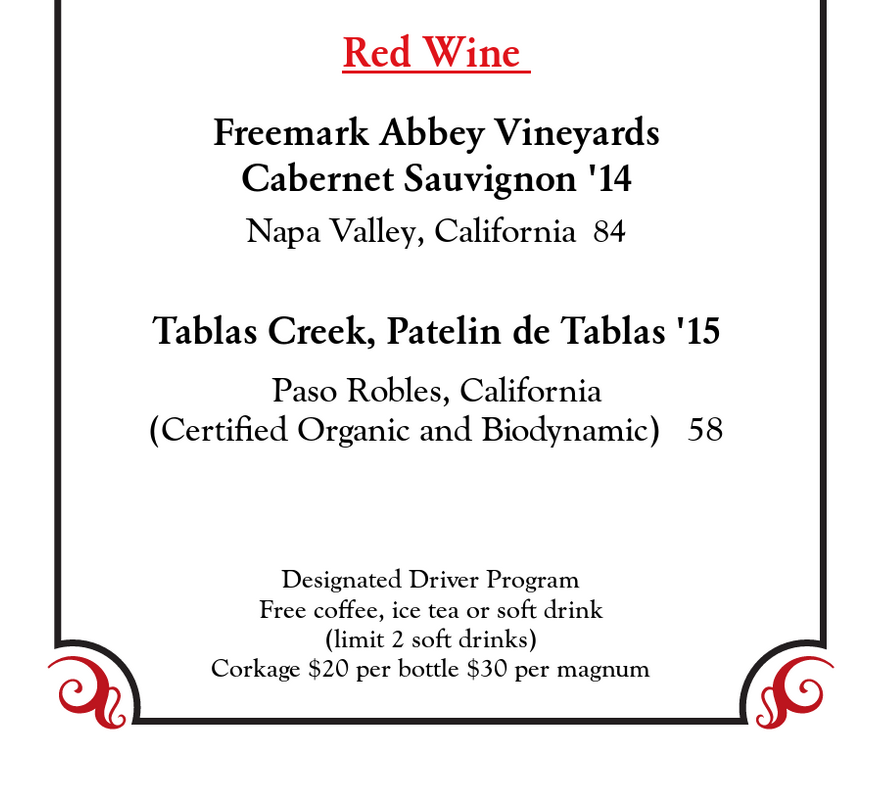 Red Wine
Freemark Abbey Vineyards
Cabernet Sauvignon '14
Napa Valley, California 84
Tablas Creek, Patelin de Tablas '15
Paso Robles, California
(Certified Organic and Biodynamic) 58
Designated Driver Program
Free coffee, ice tea or soft drink
(limit 2 soft drinks)
Corkage $20 per bottle $30 per magnum